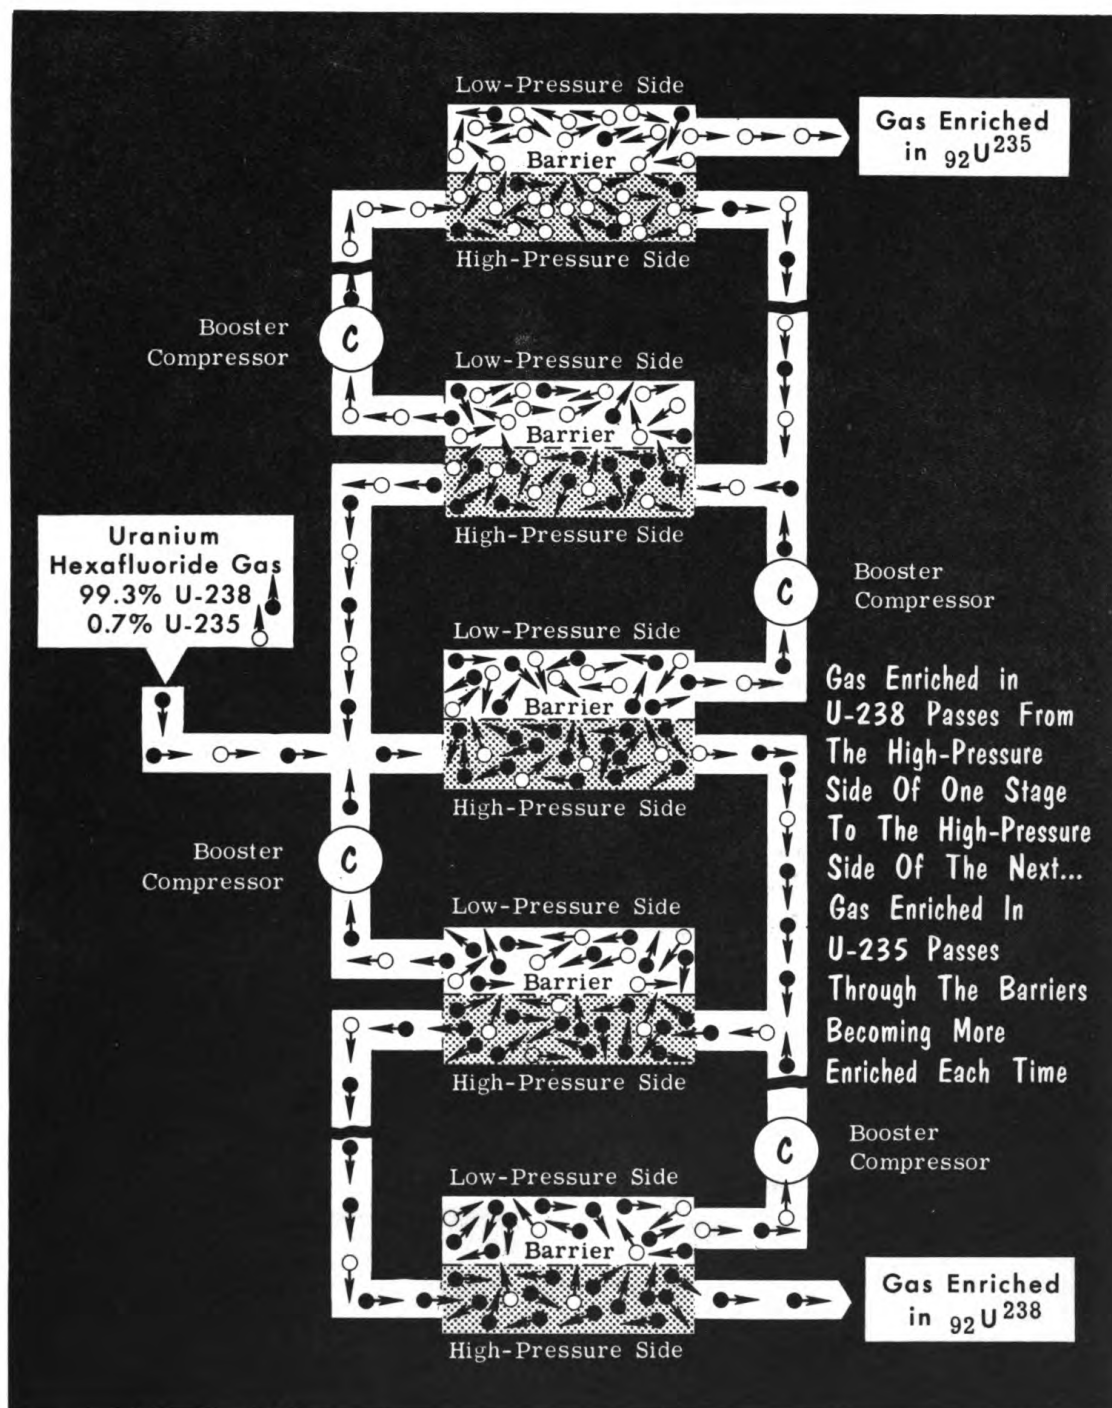 Low-Pressure Side
Gas Enriched
in 92U235
Barrier
High-Pressure Side
Booster
Compressor
C
Low-Pressure Side
Barrier
High-Pressure Side
Uranium
Hexafluoride Gas
99.3% U-238
0.7% U-235
C
Booster
Compressor
Low-Pressure Side
Barrier
High-Pressure Side
Gas Enriched in
U-238 Passes From
The High-Pressure
Side Of One Stage
To The High-Pressure
Side Of The Next...
Gas Enriched In
U-235 Passes
Through The Barriers
Becoming More
Enriched Each Time
Booster
Compressor
C
Low-Pressure Side
Barrier
High-Pressure Side
C
Booster
Compressor
Low-Pressure Side
Barrier
High-Pressure Side
Gas Enriched
in 92U238